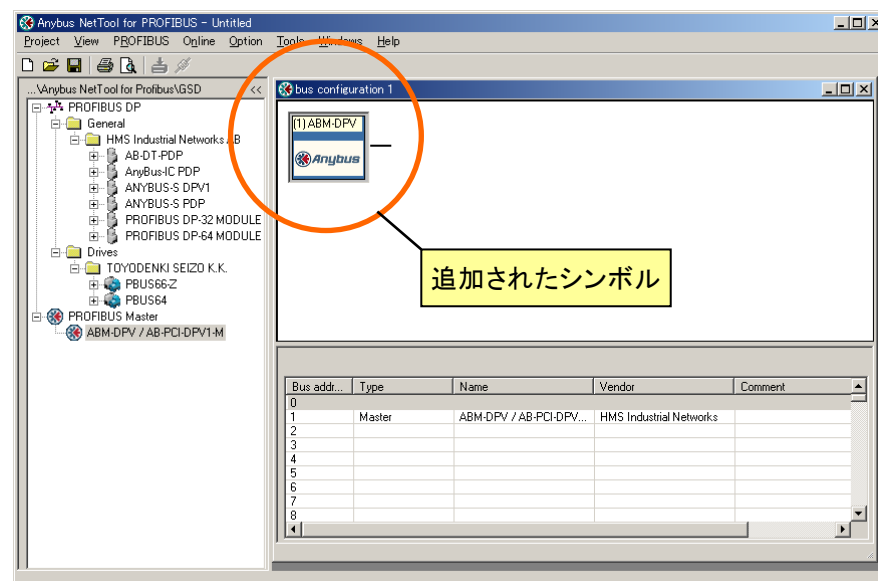 Anybus NetTool for PROFIBUS - Untitled
Project View PROFIBUS Online Option Tools Windows Help
...\Anybus NetTool for Profibus\GSD <<
PROFIBUS DP
General
HMS Industrial Networks AB
AB-DT-PDP
AnyBus-IC PDP
ANYBUS-S DPV1
ANYBUS-S PDP
PROFIBUS DP-32 MODULE
PROFIBUS DP-64 MODULE
Drives
TOYODENKI SEIZO K.K.
PBUS66-Z
PBUS64
PROFIBUS Master
ABM-DPV / AB-PCI-DPV1-M
bus configuration 1
(1) ABM-DPV
Anybus
追加されたシンボル
Bus addr... Type Name Vendor Comment
0
1 Master ABM-DPV / AB-PCI-DPV... HMS Industrial Networks
2
3
4
5
6
7
8